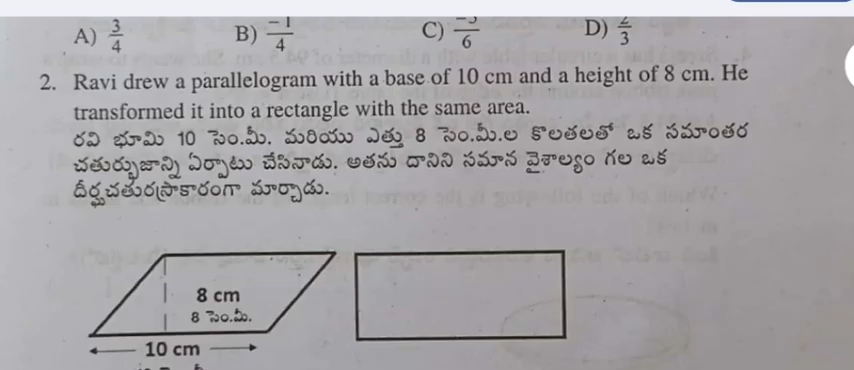 A) 3/4 B) -1/4 C) /6 D) 2/3
2. Ravi drew a parallelogram with a base of 10 cm and a height of 8 cm. He
transformed it into a rectangle with the same area.
రవి భూమి 10 సెం.మీ. మరియు ఎత్తు 8 సెం.మీ.ల కొలతలతో ఒక సమాంతర
చతుర్భుజాన్ని ఏర్పాటు చేసినాడు. అతను దానిని సమాన వైశాల్యం గల ఒక
దీర్ఘచతురస్రాకారంగా మార్చాడు.
8 cm
8 సెం.మీ.
10 cm